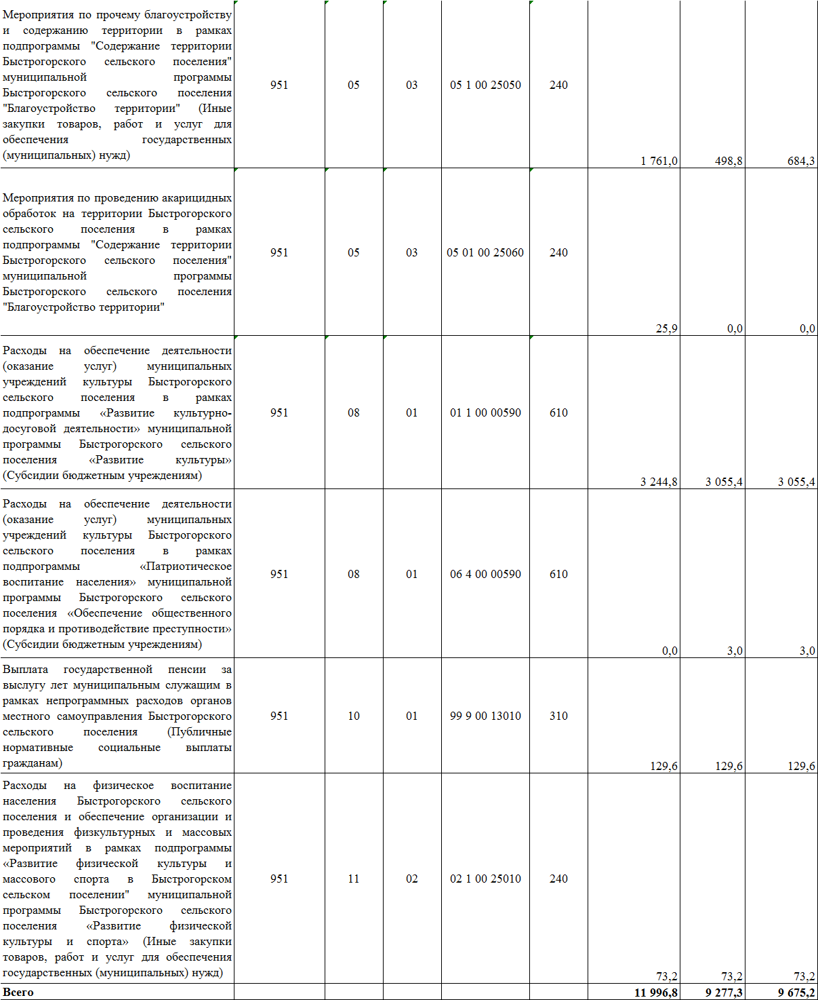 Мероприятия по прочему благоустройству
и содержанию территории в рамках
подпрограммы "Содержание территории
Быстрогорского сельского поселения"
муниципальной программы
Быстрогорского сельского поселения
"Благоустройство территории" (Иные
закупки товаров, работ и услуг для
обеспечения государственных
(муниципальных) нужд)
951 05 03 05 1 00 25050 240
1 761,0 498,8 684,3
Мероприятия по проведению акарицидных
обработок на территории Быстрогорского
сельского поселения в рамках
подпрограммы "Содержание территории
Быстрогорского сельского поселения"
муниципальной программы
Быстрогорского сельского поселения
"Благоустройство территории"
951 05 03 05 01 00 25060 240
25,9 0,0 0,0
Расходы на обеспечение деятельности
(оказание услуг) муниципальных
учреждений культуры Быстрогорского
сельского поселения в рамках
подпрограммы «Развитие культурно-
досуговой деятельности» муниципальной
программы Быстрогорского сельского
поселения «Развитие культуры»
(Субсидии бюджетным учреждениям)
951 08 01 01 1 00 00590 610
3 244,8 3 055,4 3 055,4
Расходы на обеспечение деятельности
(оказание услуг) муниципальных
учреждений культуры Быстрогорского
сельского поселения в рамках
подпрограммы «Патриотическое
воспитание населения» муниципальной
программы Быстрогорского сельского
поселения «Обеспечение общественного
порядка и противодействие преступности»
(Субсидии бюджетным учреждениям)
951 08 01 06 4 00 00590 610
0,0 3,0 3,0
Выплата государственной пенсии за
выслугу лет муниципальным служащим в
рамках непрограммных расходов органов
местного самоуправления Быстрогорского
сельского поселения (Публичные
нормативные социальные выплаты
гражданам)
951 10 01 99 9 00 13010 310
129,6 129,6 129,6
Расходы на физическое воспитание
населения Быстрогорского сельского
поселения и обеспечение организации и
проведения физкультурных и массовых
мероприятий в рамках подпрограммы
«Развитие физической культуры и
массового спорта в Быстрогорском
сельском поселении" муниципальной
программы Быстрогорского сельского
поселения «Развитие физической
культуры и спорта» (Иные закупки
товаров, работ и услуг для обеспечения
государственных (муниципальных) нужд)
951 11 02 02 1 00 25010 240
73,2 73,2 73,2
Всего 11 996,8 9 277,3 9 675,2